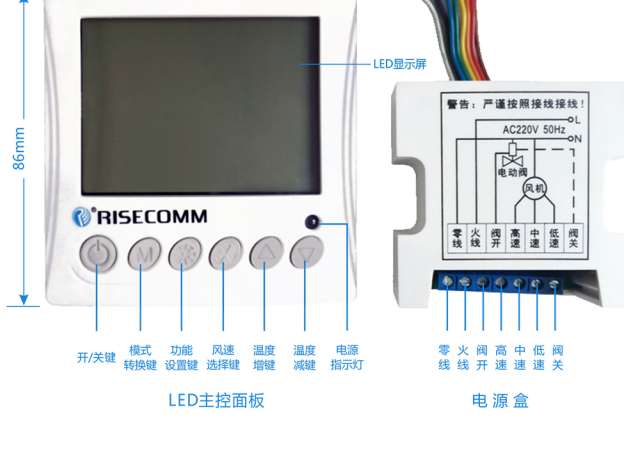 86mm
LED显示屏
®RISECOMM
M
开/关键
模式
转换键
功能
设置键
风速
选择键
温度
增键
温度
减键
电源
指示灯
LED主控面板
警告：严谨按照接线接线！
L
AC220V 50Hz
N
电动阀
风机
零线
火线
阀开
高速
中速
低速
阀关
零线
火线
阀开
高速
中速
低速
阀关
电源盒